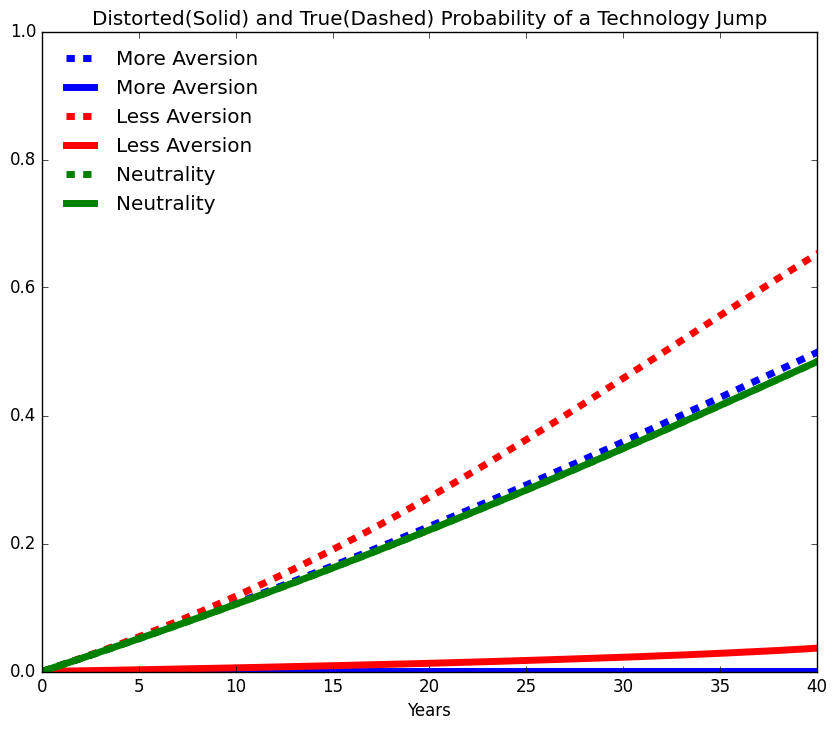 Distorted(Solid) and True(Dashed) Probability of a Technology Jump
1.0
More Aversion
More Aversion
Less Aversion
Less Aversion
Neutrality
Neutrality
0.8
0.6
0.4
0.2
0.0
0 5 10 15 20 25 30 35 40
Years